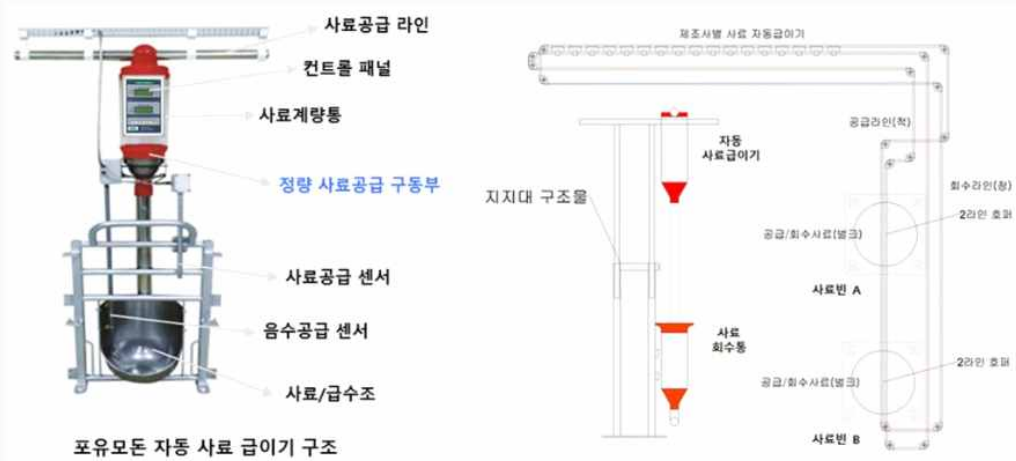 사료공급 라인
컨트롤 패널
사료계량통
정량 사료공급 구동부
사료공급 센서
음수공급 센서
사료/급수조
포유모돈 자동 사료 급이기 구조
제조사별 사료 자동급이기
자동
사료급이기
지지대 구조물
사료
회수통
공급라인(적)
회수라인(청)
2라인 호퍼
공급/회수사료(벌크)
사료빈 A
2라인 호퍼
공급/회수사료(벌크)
사료빈 B